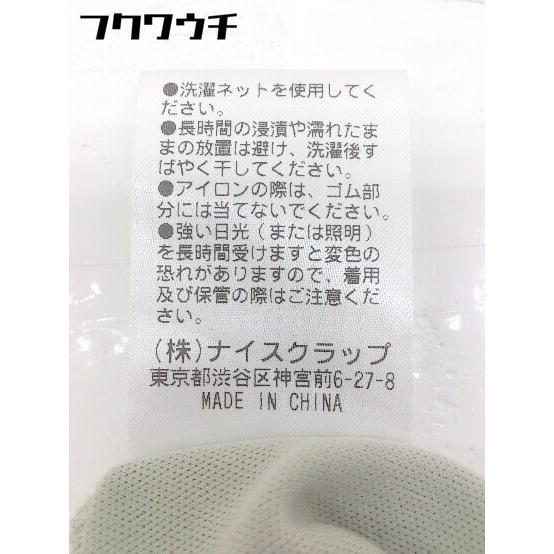 フクウウチ
●洗濯ネットを使用してく
ださい。
●長時間の浸漬や濡れたま
まの放置は避け、洗濯後す
ばやく干してください。
●アイロンの際は、ゴム部
分には当てないでください。
●強い日光（または照明）
を長時間受けますと変色の
恐れがありますので、着用
及び保管の際はご注意くだ
さい。
(株)ナイスクラップ
東京都渋谷区神宮前6-27-8
MADE IN CHINA